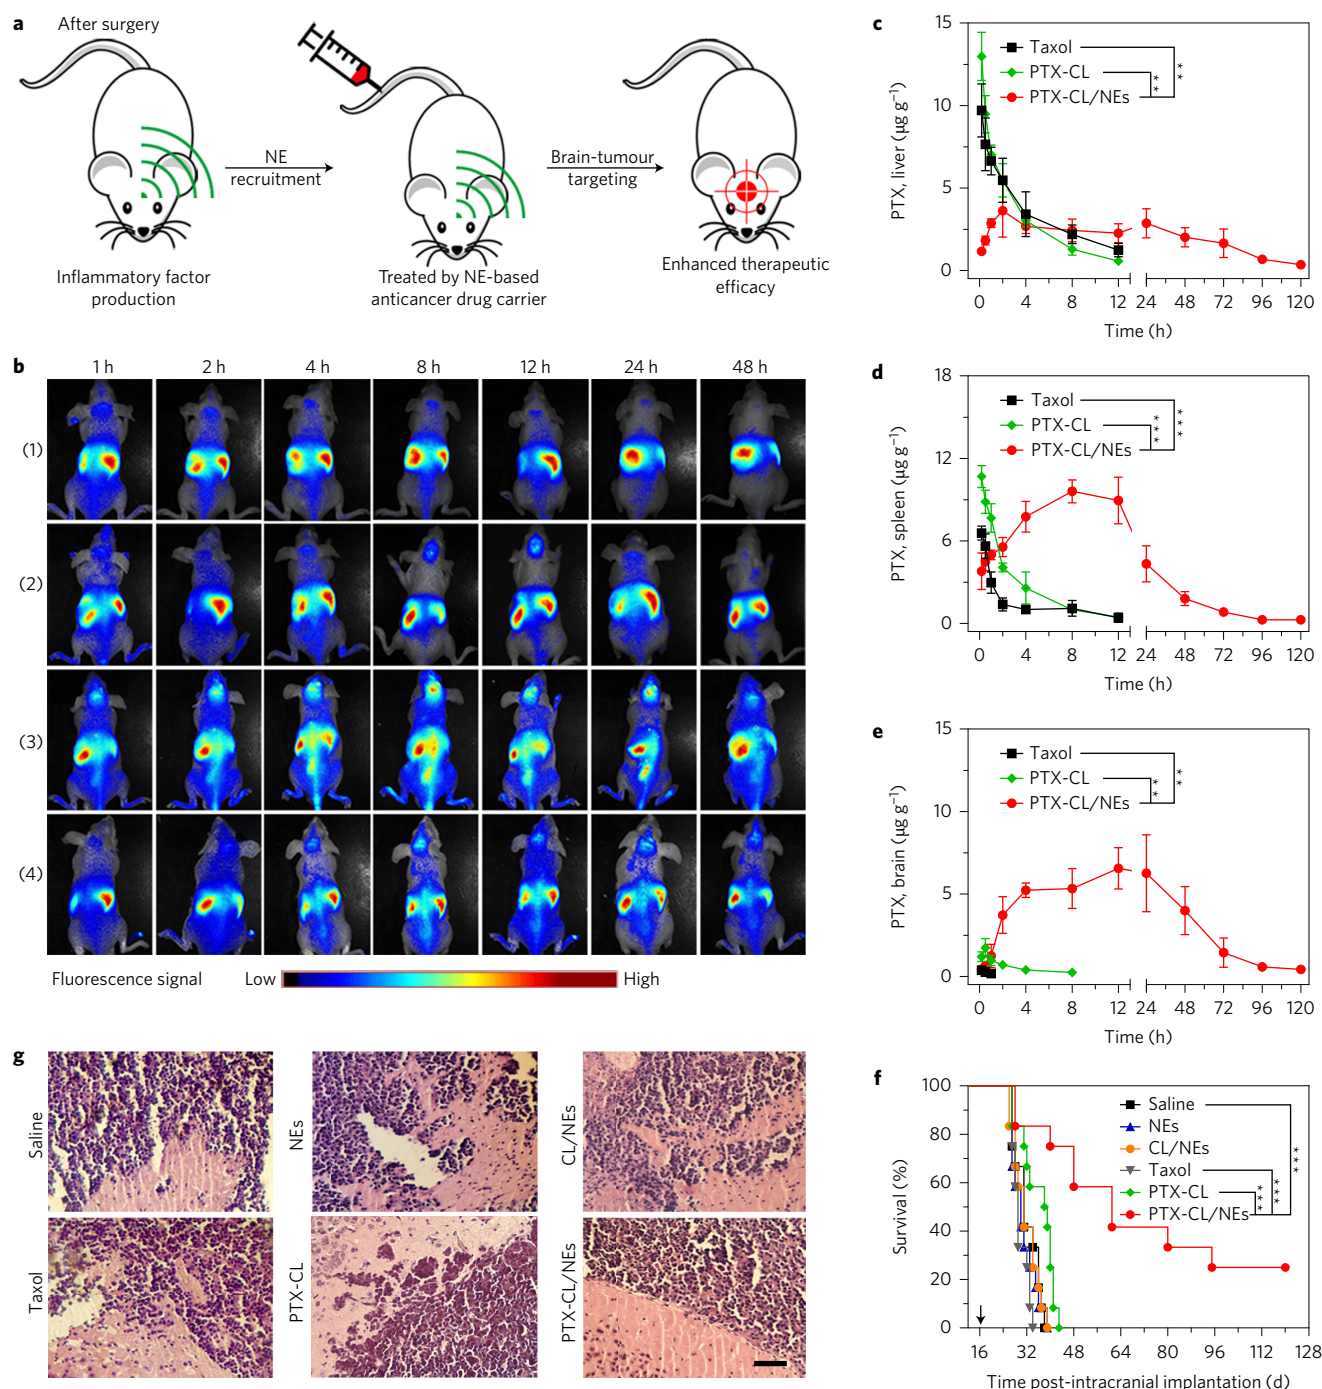 a
After surgery
NE
recruitment
Brain-tumour
targeting
Inflammatory factor
production
Treated by NE-based
anticancer drug carrier
Enhanced therapeutic
efficacy
b
1 h 2 h 4 h 8 h 12 h 24 h 48 h
(1)
(2)
(3)
(4)
Fluorescence signal Low High
c
PTX, liver (µg g⁻¹)
15
10
5
0
Taxol
PTX-CL
PTX-CL/NEs
**
**
0 4 8 12 24 48 72 96 120
Time (h)
d
PTX, spleen (µg g⁻¹)
18
12
6
0
Taxol
PTX-CL
PTX-CL/NEs
***
***
0 4 8 12 24 48 72 96 120
Time (h)
e
PTX, brain (µg g⁻¹)
15
10
5
0
Taxol
PTX-CL
PTX-CL/NEs
**
**
0 4 8 12 24 48 72 96 120
Time (h)
f
Survival (%)
100
80
60
40
20
0
Saline
NEs
CL/NEs
Taxol
PTX-CL
PTX-CL/NEs
***
***
***
16 32 48 64 80 96 112 128
Time post-intracranial implantation (d)
g
Saline
NEs
CL/NEs
Taxol
PTX-CL
PTX-CL/NEs